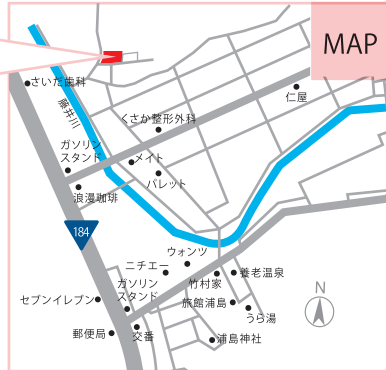 MAP
さいだ歯科
藤井川
仁屋
くさか整形外科
ガソリン
スタンド
メイト
パレット
浪漫珈琲
184
ウォンツ
ニチエー
養老温泉
竹村家
ガソリン
スタンド
旅館浦島
セブンイレブン
うら湯
N
郵便局
交番
浦島神社